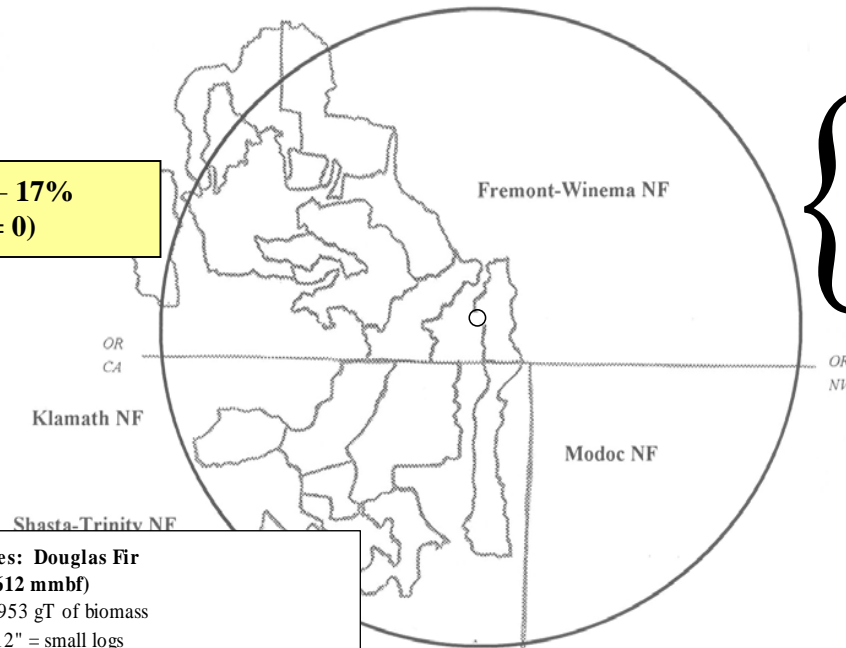 – 17%
= 0)
Fremont-Winema NF
OR
CA
OR
NV
Klamath NF
Modoc NF
Shasta-Trinity NF
es: Douglas Fir
612 mmbf)
953 gT of biomass
12" = small logs